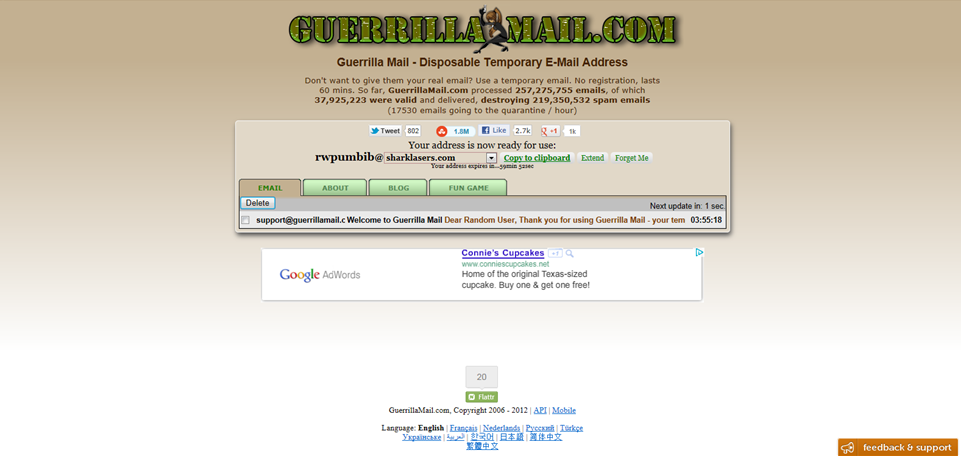 GUERRILLA MAIL.COM
Guerrilla Mail - Disposable Temporary E-Mail Address
Don't want to give them your real email? Use a temporary email. No registration, lasts
60 mins. So far, GuerrillaMail.com processed 257,275,755 emails, of which
37,925,223 were valid and delivered, destroying 219,350,532 spam emails
(17530 emails going to the quarantine / hour)
Tweet 802 1.8M Like 2.7k +1 1k
Your address is now ready for use:
rwpumbib@ sharklasers.com Copy to clipboard Extend Forget Me
Your address expires in...59min 52sec
EMAIL ABOUT BLOG FUN GAME
Delete Next update in: 1 sec.
support@guerrillamail.c Welcome to Guerrilla Mail Dear Random User, Thank you for using Guerrilla Mail - your tem 03:55:18
Connie's Cupcakes +1
www.conniescupcakes.net
Google AdWords
Home of the original Texas-sized
cupcake. Buy one & get one free!
20
Flattr
GuerrillaMail.com, Copyright 2006 - 2012 | API | Mobile
Language: English | Français | Nederlands | Русский | Türkçe
Українське | العربية | 한국어 | 日本語 | 简体中文
繁體中文
feedback & support